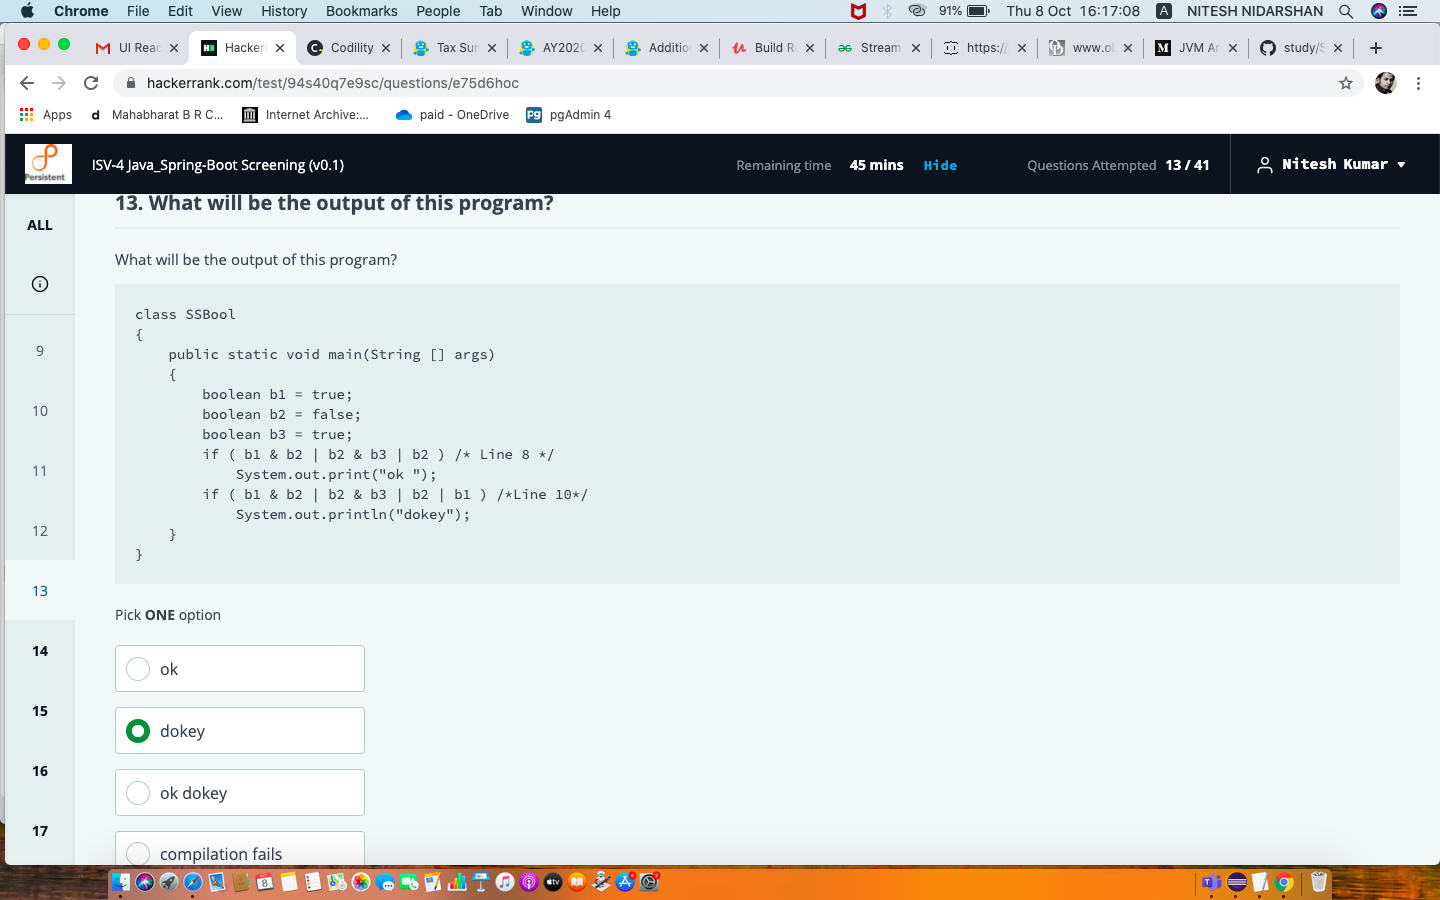 Chrome File Edit View History Bookmarks People Tab Window Help 91% Thu 8 Oct 16:17:08 A NITESH NIDARSHAN
UI Reac Hacker Codility Tax Sur AY202 Additio Build R Stream https:// www.ol JVM Ar study/S
hackerrank.com/test/94s40q7e9sc/questions/e75d6hoc
Apps d Mahabharat B R C... Internet Archive:... paid - OneDrive pg pgAdmin 4
Persistent ISV-4 Java_Spring-Boot Screening (v0.1) Remaining time 45 mins Hide Questions Attempted 13 / 41 Nitesh Kumar
13. What will be the output of this program?
ALL
What will be the output of this program?
class SSBool
{
public static void main(String [] args)
{
boolean b1 = true;
boolean b2 = false;
boolean b3 = true;
if ( b1 & b2 | b2 & b3 | b2 ) /* Line 8 */
System.out.print("ok ");
if ( b1 & b2 | b2 & b3 | b2 | b1 ) /*Line 10*/
System.out.println("dokey");
}
}
9
10
11
12
13
14
15
16
17
Pick ONE option
ok
dokey
ok dokey
compilation fails
8
tv